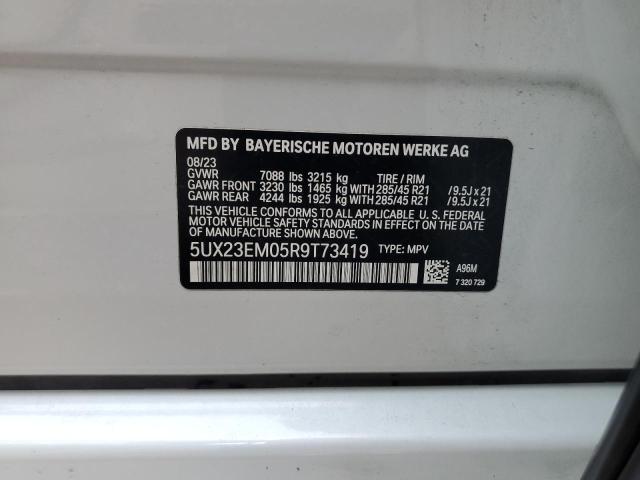 MFD BY BAYERISCHE MOTOREN WERKE AG
08/23
GVWR 7088 lbs 3215 kg TIRE / RIM
GAWR FRONT 3230 lbs 1465 kg WITH 285/45 R21 /9.5J x 21
GAWR REAR 4244 lbs 1925 kg WITH 285/45 R21 /9.5J x 21
THIS VEHICLE CONFORMS TO ALL APPLICABLE U. S. FEDERAL
MOTOR VEHICLE SAFETY STANDARDS IN EFFECT ON THE
DATE OF MANUFACTURE SHOWN ABOVE.
5UX23EM05R9T73419 TYPE: MPV
A96M
7 320 729